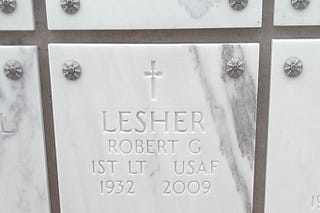 LESHER
ROBERT G
1ST LT USAF
1932 2009